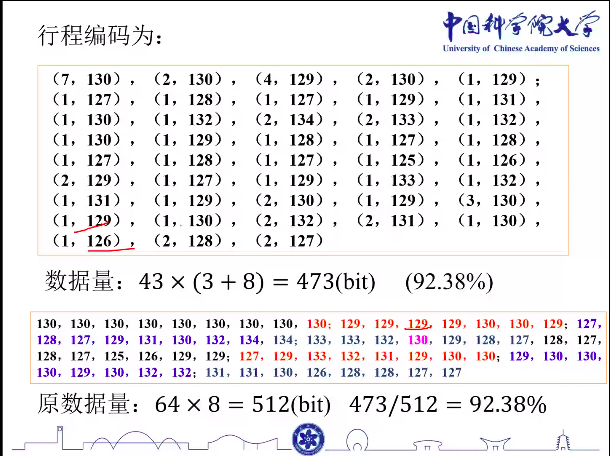 行程编码为：
中国科学院大学
University of Chinese Academy of Sciences
（7，130），（2，130），（4，129），（2，130），（1，129）；
（1，127），（1，128），（1，127），（1，129），（1，131），
（1，130），（1，132），（2，134），（2，133），（1，132），
（1，130），（1，129），（1，128），（1，127），（1，128），
（1，127），（1，128），（1，127），（1，125），（1，126），
（2，129），（1，127），（1，129），（1，133），（1，132），
（1，131），（1，129），（2，130），（1，129），（3，130），
（1，129），（1，130），（2，132），（2，131），（1，130），
（1，126），（2，128），（2，127）
数据量：43 × (3 + 8) = 473(bit) (92.38%)
130，130，130，130，130，130，130，130，130；129，129，129，129，130，130，129；127，
128，127，129，131，130，132，134，134；133，133，132，130，129，128，127，128，127，
128，127，125，126，129，129；127，129，133，132，131，129，130，130；129，130，130，
130，129，130，132，132；131，131，130，126，128，128，127，127
原数据量：64 × 8 = 512(bit) 473/512 = 92.38%